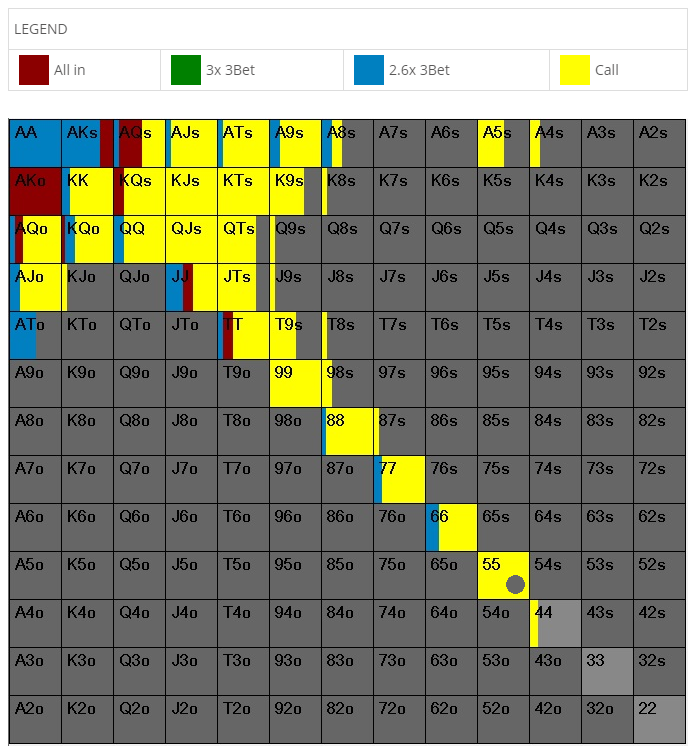 LEGEND
All in 3x 3Bet 2.6x 3Bet Call
AA AKs AQs AJs ATs A9s A8s A7s A6s A5s A4s A3s A2s
AKo KK KQs KJs KTs K9s K8s K7s K6s K5s K4s K3s K2s
AQo KQo QQ QJs QTs Q9s Q8s Q7s Q6s Q5s Q4s Q3s Q2s
AJo KJo QJo JJ JTs J9s J8s J7s J6s J5s J4s J3s J2s
ATo KTo QTo JTo TT T9s T8s T7s T6s T5s T4s T3s T2s
A9o K9o Q9o J9o T9o 99 98s 97s 96s 95s 94s 93s 92s
A8o K8o Q8o J8o T8o 98o 88 87s 86s 85s 84s 83s 82s
A7o K7o Q7o J7o T7o 97o 87o 77 76s 75s 74s 73s 72s
A6o K6o Q6o J6o T6o 96o 86o 76o 66 65s 64s 63s 62s
A5o K5o Q5o J5o T5o 95o 85o 75o 65o 55 54s 53s 52s
A4o K4o Q4o J4o T4o 94o 84o 74o 64o 54o 44 43s 42s
A3o K3o Q3o J3o T3o 93o 83o 73o 63o 53o 43o 33 32s
A2o K2o Q2o J2o T2o 92o 82o 72o 62o 52o 42o 32o 22